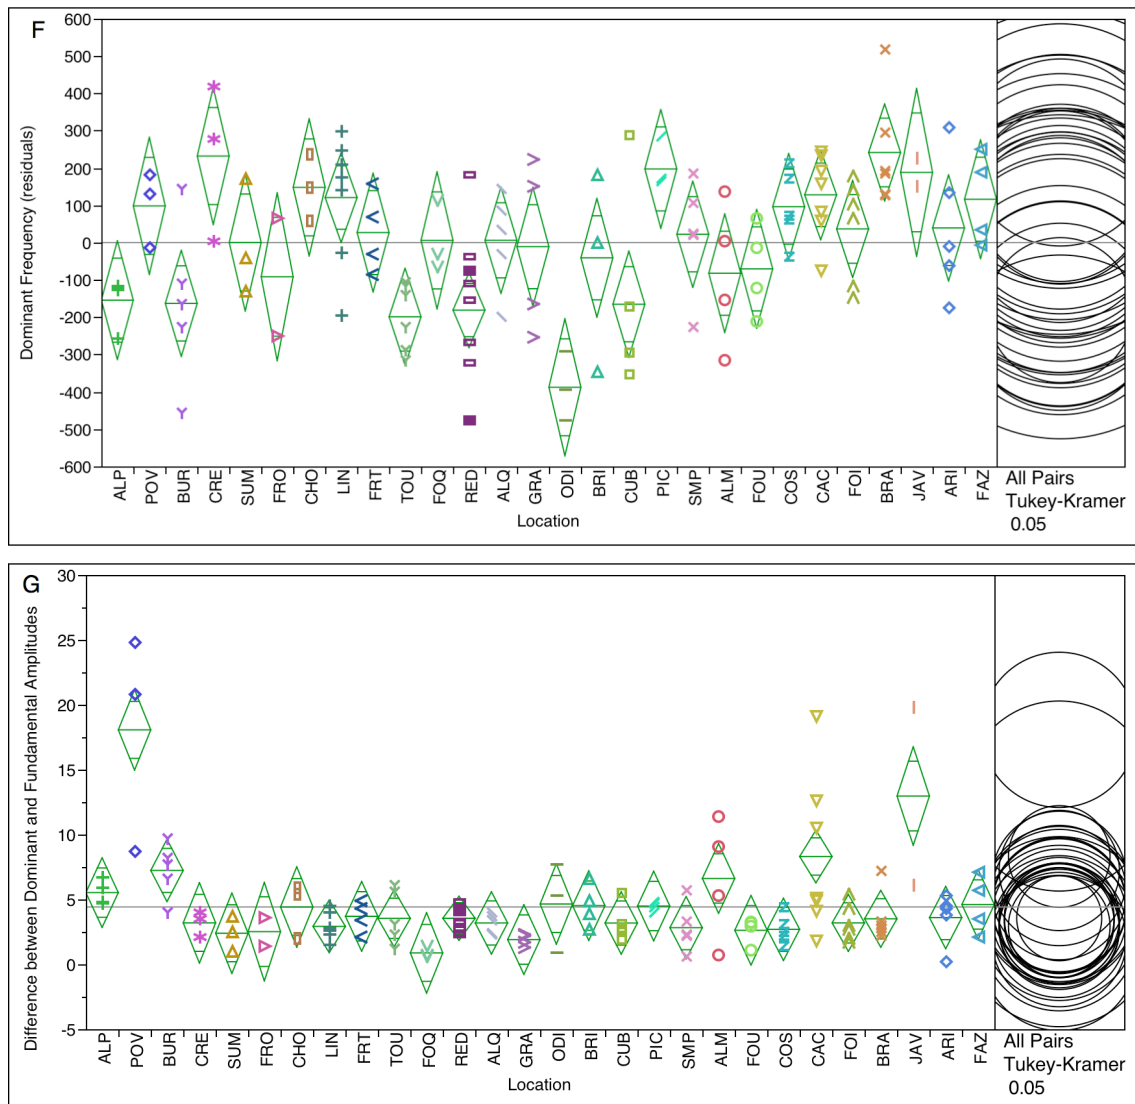 F
Dominant Frequency (residuals)
600
500
400
300
200
100
0
-100
-200
-300
-400
-500
-600
ALP POV BUR CRE SUM FRO CHO LIN FRT TOU FOQ RED ALQ GRA ODI BRI CUB PIC SMP ALM FOU COS CAC FOI BRA JAV ARI FAZ
Location
All Pairs
Tukey-Kramer
0.05
G
Difference between Dominant and Fundamental Amplitudes
30
25
20
15
10
5
0
-5
ALP POV BUR CRE SUM FRO CHO LIN FRT TOU FOQ RED ALQ GRA ODI BRI CUB PIC SMP ALM FOU COS CAC FOI BRA JAV ARI FAZ
Location
All Pairs
Tukey-Kramer
0.05